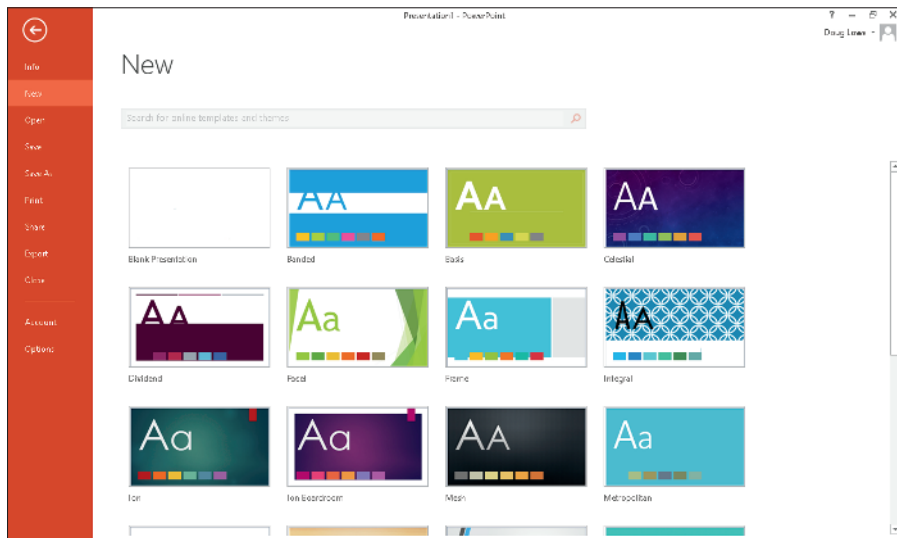 Presentation1 - PowerPoint
?
Doug Lowe
Info
New
Open
Save
Save As
Print
Share
Export
Close
Account
Options
New
Search for online templates and themes
Blank Presentation
AA
Banded
AA
Basis
AA
Celestial
AA
Dividend
Aa
Facet
Aa
Frame
AA
Integral
Aa
Ion
Aa
Ion Boardroom
AA
Mesh
Aa
Metropolitan